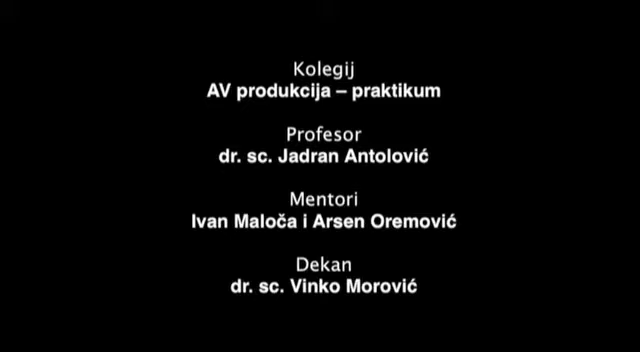 Kolegij
AV produkcija – praktikum
Profesor
dr. sc. Jadran Antolović
Mentori
Ivan Maloča i Arsen Oremović
Dekan
dr. sc. Vinko Morović